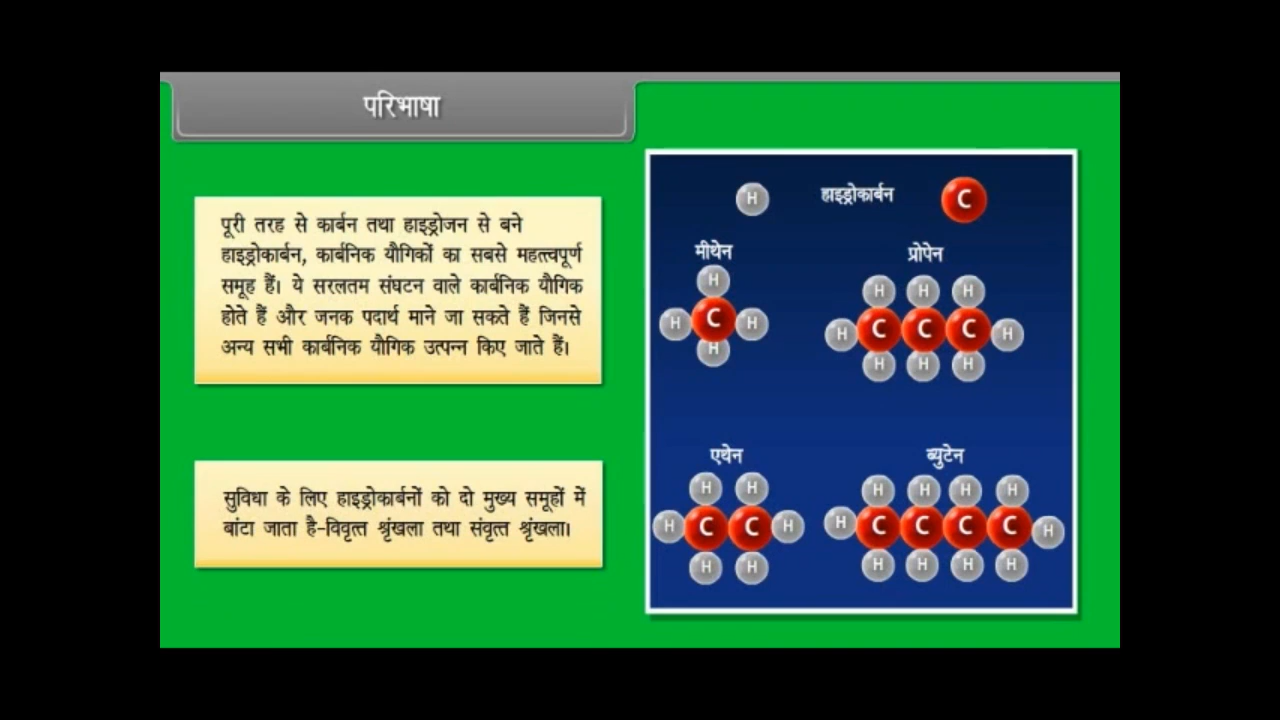 परिभाषा
पूरी तरह से कार्बन तथा हाइड्रोजन से बने
हाइड्रोकार्बन, कार्बनिक यौगिकों का सबसे महत्त्वपूर्ण
समूह हैं। ये सरलतम संघटन वाले कार्बनिक यौगिक
होते हैं और जनक पदार्थ माने जा सकते हैं जिनसे
अन्य सभी कार्बनिक यौगिक उत्पन्न किए जाते हैं।
सुविधा के लिए हाइड्रोकार्बनों को दो मुख्य समूहों में
बांटा जाता है-विवृत्त श्रृंखला तथा संवृत्त श्रृंखला।
H हाइड्रोकार्बन C
मीथेन
H
H C H
H
प्रोपेन
H H H
H C C C H
H H H
एथेन
H H
H C C H
H H
ब्युटेन
H H H H
H C C C C H
H H H H